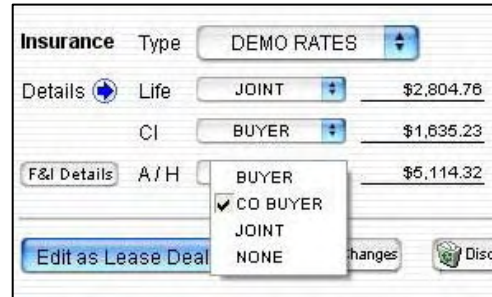 Insurance Type DEMO RATES
Details Life JOINT $2,804.76
CI BUYER $1,635.23
F&I Details A/H $5,114.32
BUYER
CO BUYER
JOINT
NONE
Edit as Lease Deal hanges Disc